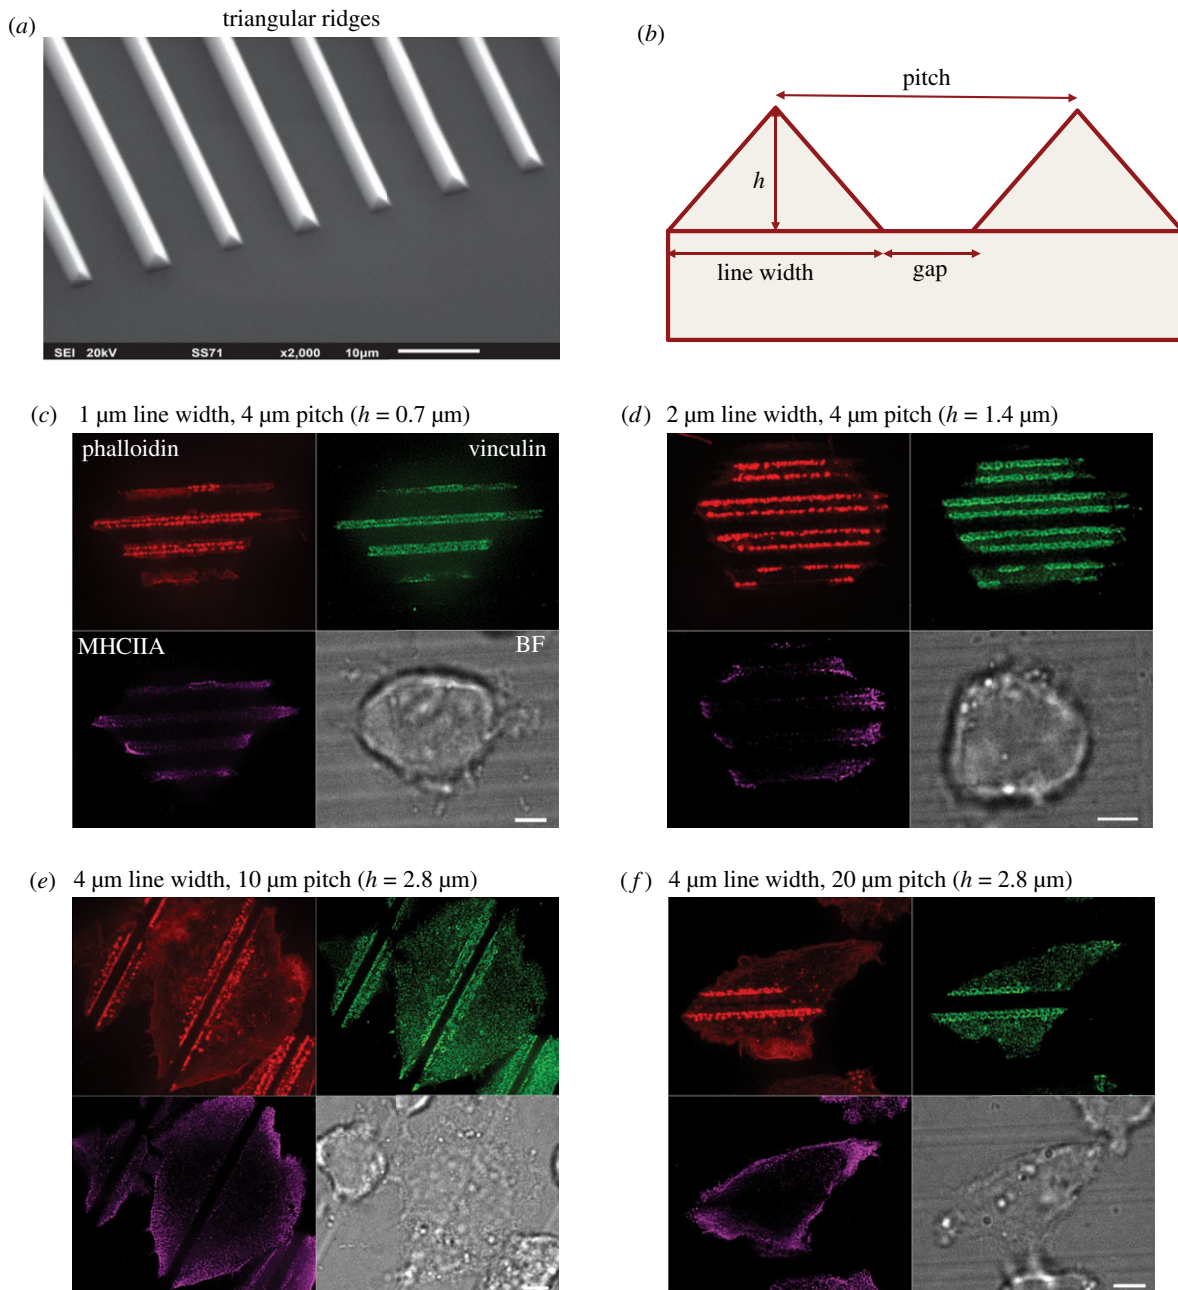 (a)
triangular ridges
SEI 20kV SS71 x2,000 10µm
(b)
pitch
h
line width
gap
(c) 1 µm line width, 4 µm pitch (h = 0.7 µm)
phalloidin
vinculin
MHCIIA
BF
(d) 2 µm line width, 4 µm pitch (h = 1.4 µm)
(e) 4 µm line width, 10 µm pitch (h = 2.8 µm)
(f) 4 µm line width, 20 µm pitch (h = 2.8 µm)